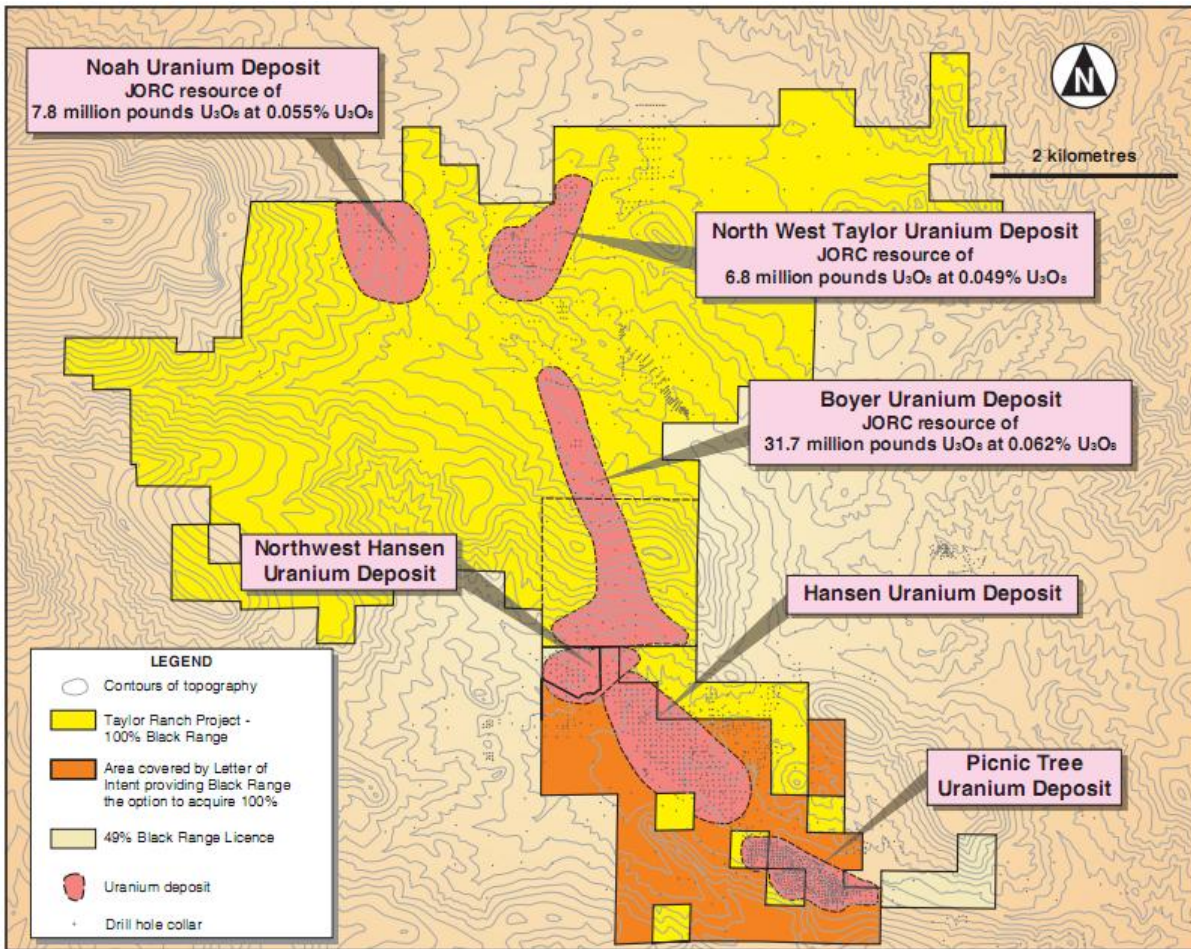 Noah Uranium Deposit
JORC resource of
7.8 million pounds U₃O₈ at 0.055% U₃O₈
N
2 kilometres
North West Taylor Uranium Deposit
JORC resource of
6.8 million pounds U₃O₈ at 0.049% U₃O₈
Boyer Uranium Deposit
JORC resource of
31.7 million pounds U₃O₈ at 0.062% U₃O₈
Northwest Hansen
Uranium Deposit
Hansen Uranium Deposit
Picnic Tree
Uranium Deposit
LEGEND
Contours of topography
Taylor Ranch Project -
100% Black Range
Area covered by Letter of
Intent providing Black Range
the option to acquire 100%
49% Black Range Licence
Uranium deposit
Drill hole collar